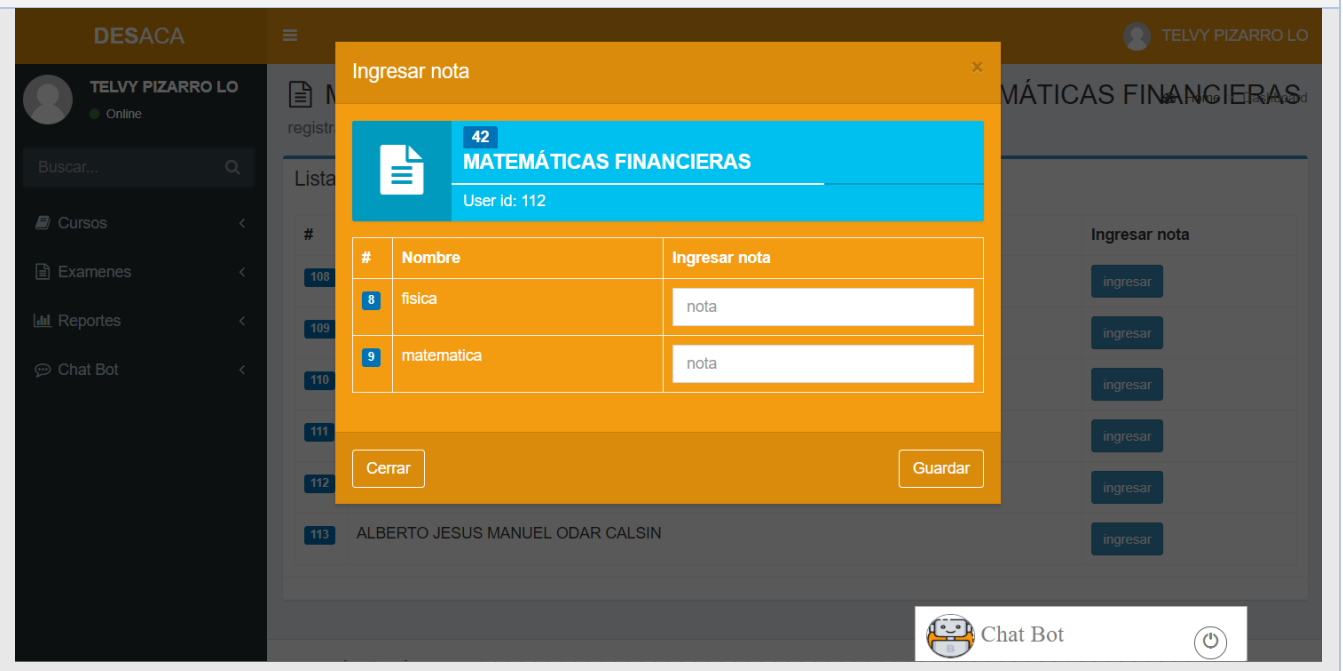 DESACA
TELVY PIZARRO LO
TELVY PIZARRO LO
Online
Buscar...
Cursos
Examenes
Reportes
Chat Bot
MÁTICAS FINANCIERAS
Home
Dashboard
registr
Lista
#
Ingresar nota
108
ingresar
109
ingresar
110
ingresar
111
ingresar
112
ingresar
113
ALBERTO JESUS MANUEL ODAR CALSIN
ingresar
Ingresar nota
×
42
MATEMÁTICAS FINANCIERAS
User id: 112
# Nombre Ingresar nota
8 fisica nota
9 matematica nota
Cerrar Guardar
Chat Bot